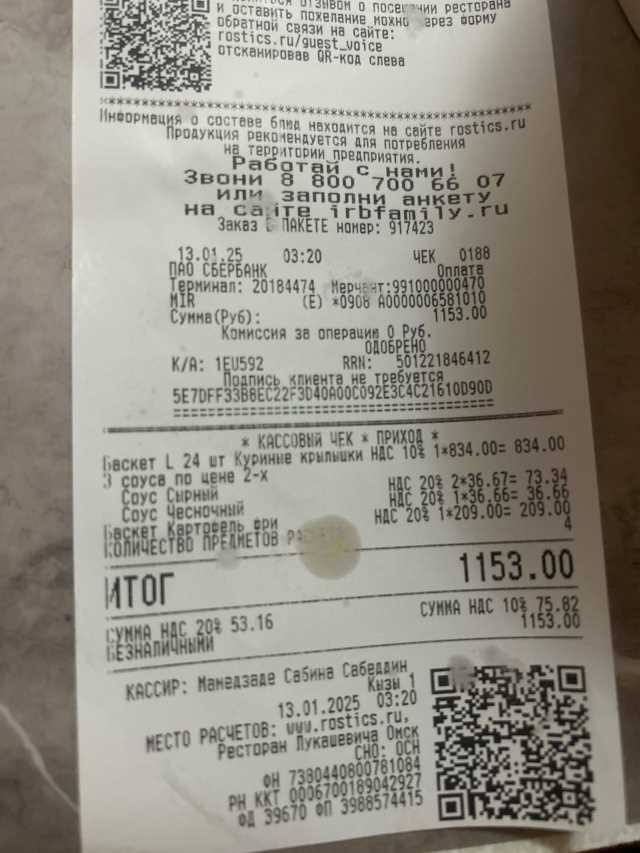 и оставить пожелание можно через форму
обратной связи на сайте:
rostics.ru/guest_voice
отсканировав QR-код слева
************************************************
Информация о составе блюд находится на сайте rostics.ru
Продукция рекомендуется для потребления
на территории предприятия.
Работай с нами!
Звони 8 800 700 66 07
или заполни анкету
на сайте irbfamily.ru
Заказ В ПАКЕТЕ номер: 917423
13.01.25 03:20 ЧЕК 0188
ПАО СБЕРБАНК Оплата
Терминал: 20184474 Мерчант:991000000470
MIR (E) *0908 A0000006581010
Сумма(Руб): 1153.00
Комиссия за операцию 0 Руб.
ОДОБРЕНО
К/А: 1EU592 RRN: 501221846412
Подпись клиента не требуется
5E7DFF33B8EC22F3D40A00C092E3C4C21610D90D
========================================
* КАССОВЫЙ ЧЕК * ПРИХОД *
Баскет L 24 шт Куриные крылышки НДС 10% 1*834.00= 834.00
3 соуса по цене 2-х
Соус Сырный НДС 20% 2*36.67= 73.34
Соус Чесночный НДС 20% 1*36.66= 36.66
Баскет Картофель фри НДС 20% 1*209.00= 209.00
КОЛИЧЕСТВО ПРЕДМЕТОВ РАСЧЕТА 4
ИТОГ 1153.00
СУММА НДС 20% 53.16 СУММА НДС 10% 75.82
БЕЗНАЛИЧНЫМИ 1153.00
КАССИР: Мамедзаде Сабина Сабеддин
Кызы 1
13.01.2025 03:20
МЕСТО РАСЧЕТОВ: www.rostics.ru,
Ресторан Лукашевича Омск
СНО: ОСН
ФН 7380440800781084
РН ККТ 0006700189042927
ФД 39670 ФП 3988574415